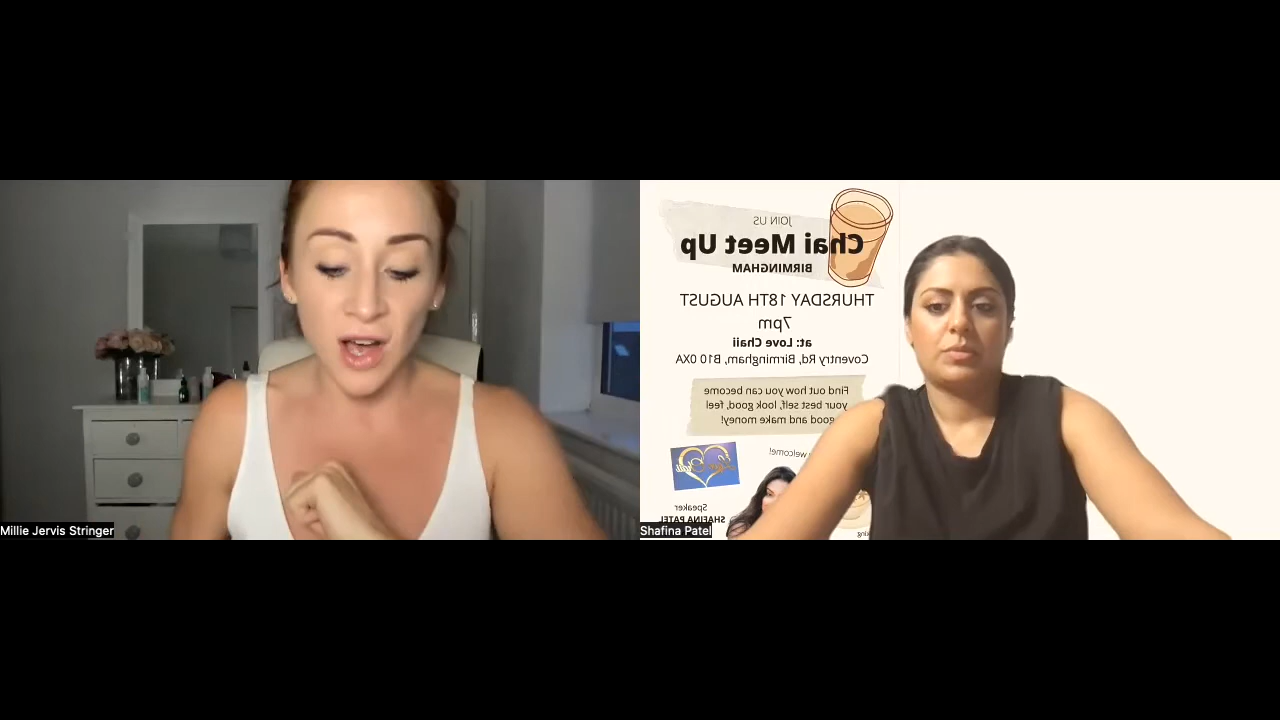 JOIN US
Chai Meet Up
BIRMINGHAM
THURSDAY 18TH AUGUST
7pm
at: Love Chaii
Coventry Rd, Birmingham, B10 0XA
Find out how you can become
your best self, look good, feel
good and make money!
welcome!
Speaker
SHAFINA PATEL
Millie Jervis Stringer
Shafina Patel